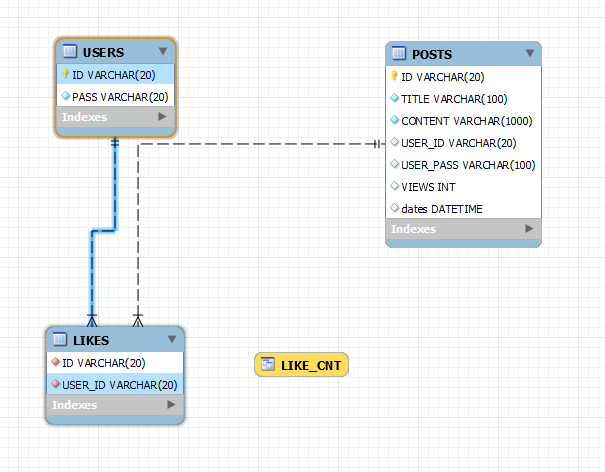 USERS
ID VARCHAR(20)
PASS VARCHAR(20)
Indexes
POSTS
ID VARCHAR(20)
TITLE VARCHAR(100)
CONTENT VARCHAR(1000)
USER_ID VARCHAR(20)
USER_PASS VARCHAR(100)
VIEWS INT
dates DATETIME
Indexes
LIKES
ID VARCHAR(20)
USER_ID VARCHAR(20)
Indexes
LIKE_CNT